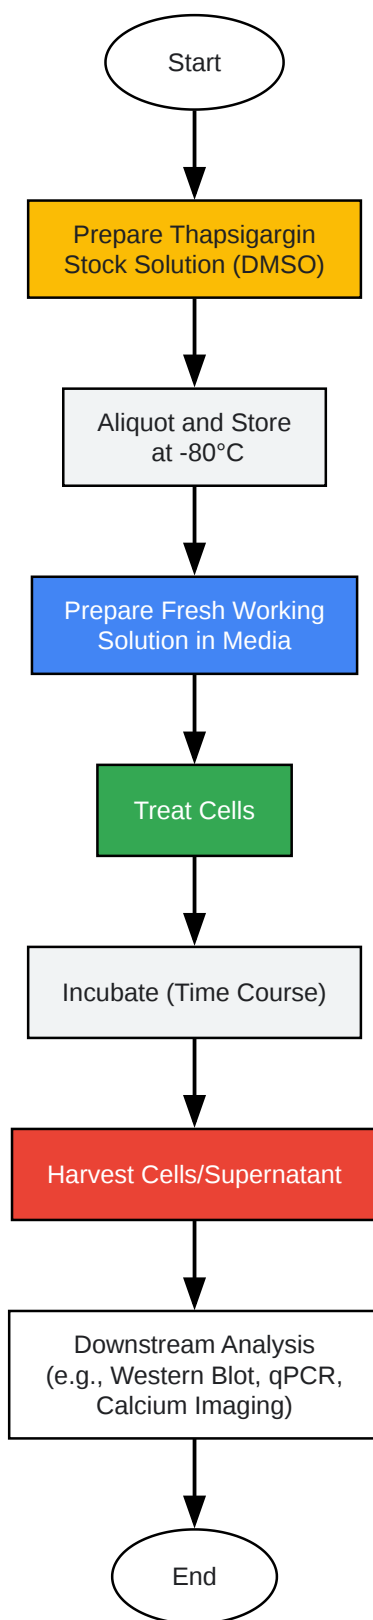 Start
Prepare Thapsigargin
Stock Solution (DMSO)
Aliquot and Store
at -80°C
Prepare Fresh Working
Solution in Media
Treat Cells
Incubate (Time Course)
Harvest Cells/Supernatant
Downstream Analysis
(e.g., Western Blot, qPCR,
Calcium Imaging)
End